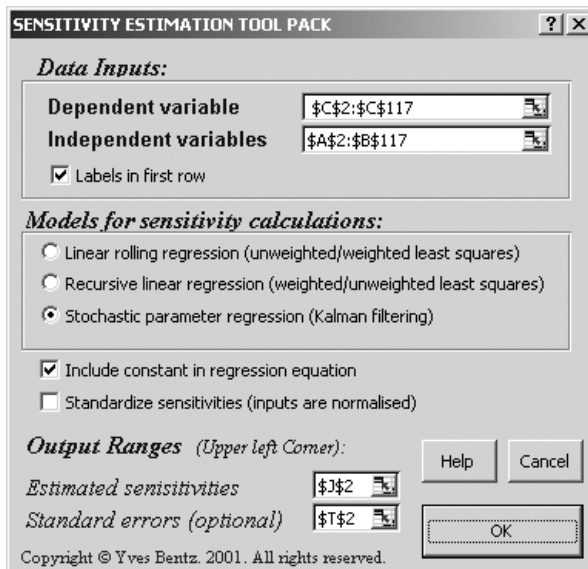 SENSITIVITY ESTIMATION TOOL PACK ? X
Data Inputs:
Dependent variable $C$2:$C$117
Independent variables $A$2:$B$117
Labels in first row
Models for sensitivity calculations:
Linear rolling regression (unweighted/weighted least squares)
Recursive linear regression (weighted/unweighted least squares)
Stochastic parameter regression (Kalman filtering)
Include constant in regression equation
Standardize sensitivities (inputs are normalised)
Output Ranges (Upper left Corner):
Help Cancel
Estimated senisitivities $J$2
Standard errors (optional) $T$2
OK
Copyright © Yves Bentz. 2001. All rights reserved.